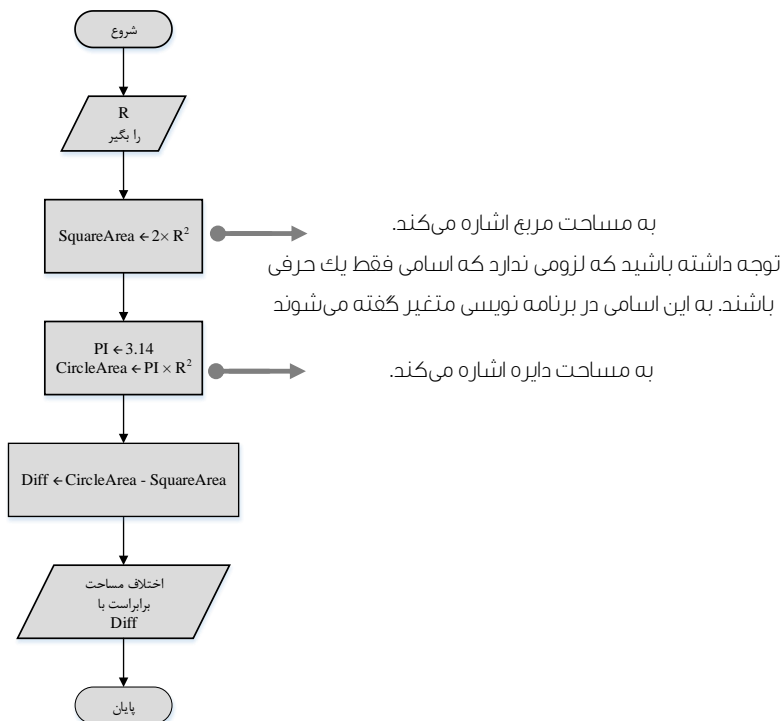 شروع
R
را بگیر
SquareArea ← 2× R²
به مساحت مربع اشاره می‌کند.
توجه داشته باشید که لزومی ندارد که اسامی فقط یك حرفی
باشند. به این اسامی در برنامه نویسی متغیر گفته می‌شوند
PI ← 3.14
CircleArea ← PI × R²
به مساحت دایره اشاره می‌کند.
Diff ← CircleArea - SquareArea
اختلاف مساحت
برابراست با
Diff
پایان